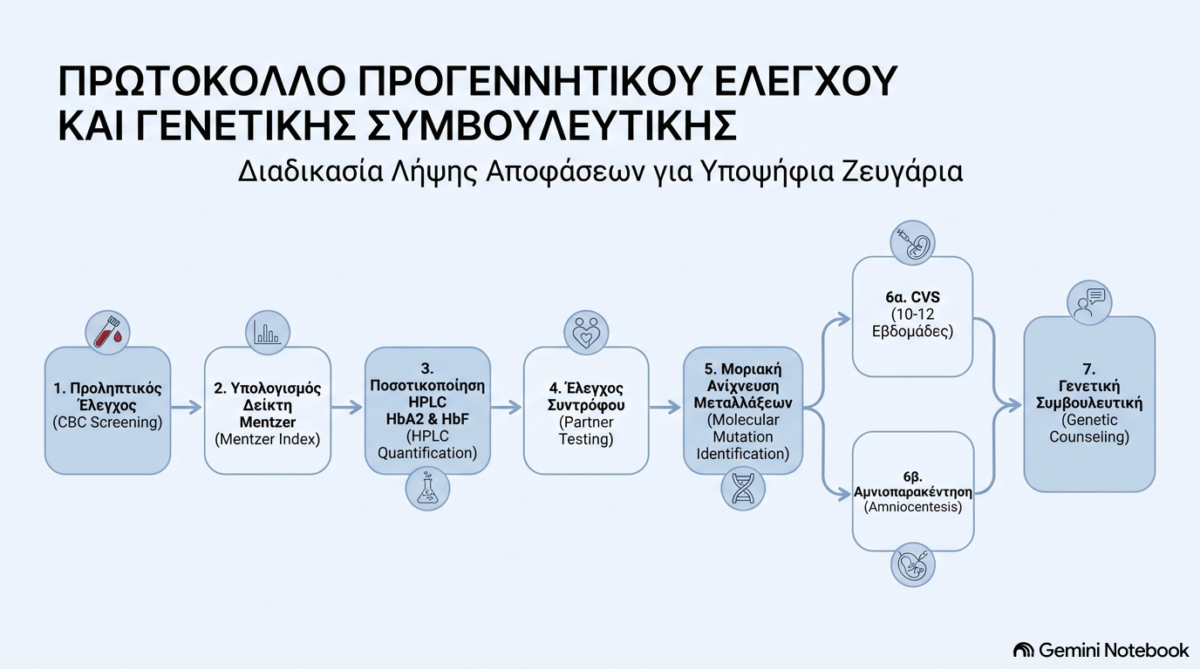 ΠΡΩΤΟΚΟΛΛΟ ΠΡΟΓΕΝΝΗΤΙΚΟΥ ΕΛΕΓΧΟΥ
ΚΑΙ ΓΕΝΕΤΙΚΗΣ ΣΥΜΒΟΥΛΕΥΤΙΚΗΣ
Διαδικασία Λήψης Αποφάσεων για Υποψήφια Ζευγάρια
1. Προληπτικός
Έλεγχος
(CBC Screening)
2. Υπολογισμός
Δείκτη
Mentzer
(Mentzer Index)
3.
Ποσοτικοποίηση
HPLC
HbA2 & HbF
(HPLC
Quantification)
4. Έλεγχος
Συντρόφου
(Partner
Testing)
5. Μοριακή
Ανίχνευση
Μεταλλάξεων
(Molecular
Mutation
Identification)
6α. CVS
(10-12
Εβδομάδες)
6β.
Αμνιοπαρακέντηση
(Amniocentesis)
7.
Γενετική
Συμβουλευτική
(Genetic
Counseling)
Gemini Notebook